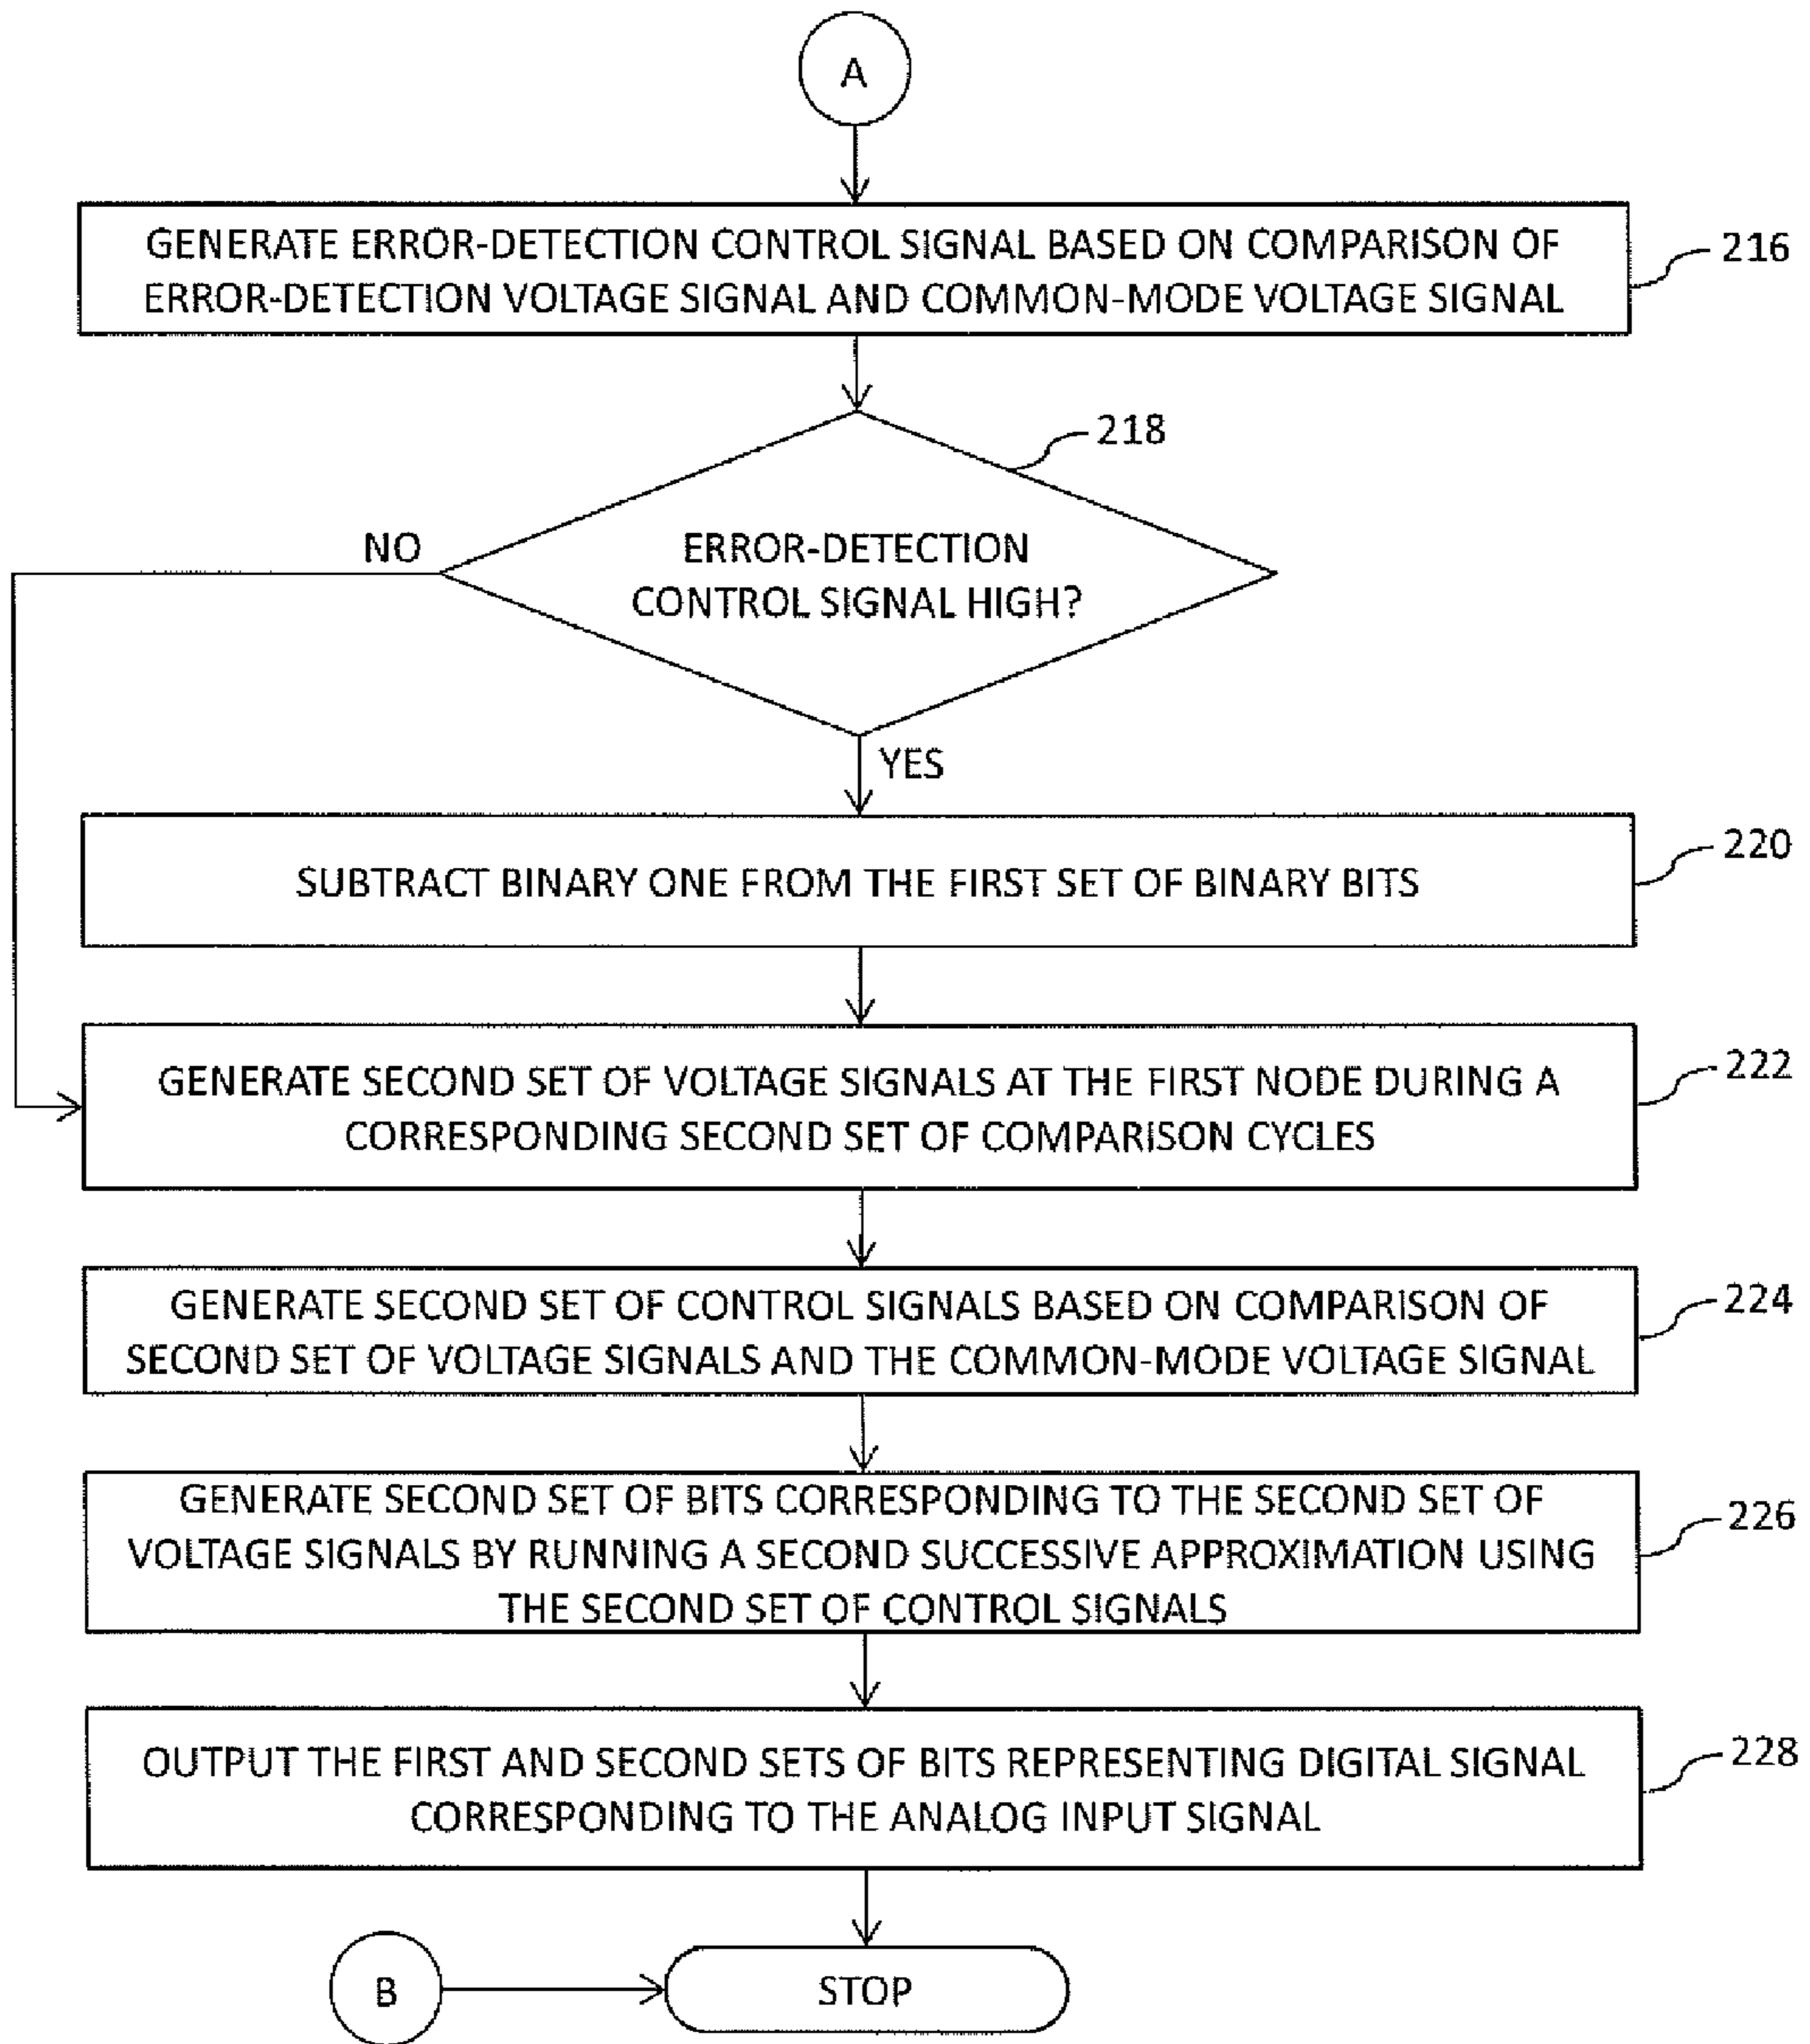 A
GENERATE ERROR-DETECTION CONTROL SIGNAL BASED ON COMPARISON OF
ERROR-DETECTION VOLTAGE SIGNAL AND COMMON-MODE VOLTAGE SIGNAL
216
218
NO
ERROR-DETECTION
CONTROL SIGNAL HIGH?
YES
220
SUBTRACT BINARY ONE FROM THE FIRST SET OF BINARY BITS
222
GENERATE SECOND SET OF VOLTAGE SIGNALS AT THE FIRST NODE DURING A
CORRESPONDING SECOND SET OF COMPARISON CYCLES
224
GENERATE SECOND SET OF CONTROL SIGNALS BASED ON COMPARISON OF
SECOND SET OF VOLTAGE SIGNALS AND THE COMMON-MODE VOLTAGE SIGNAL
226
GENERATE SECOND SET OF BITS CORRESPONDING TO THE SECOND SET OF
VOLTAGE SIGNALS BY RUNNING A SECOND SUCCESSIVE APPROXIMATION USING
THE SECOND SET OF CONTROL SIGNALS
228
OUTPUT THE FIRST AND SECOND SETS OF BITS REPRESENTING DIGITAL SIGNAL
CORRESPONDING TO THE ANALOG INPUT SIGNAL
B
STOP